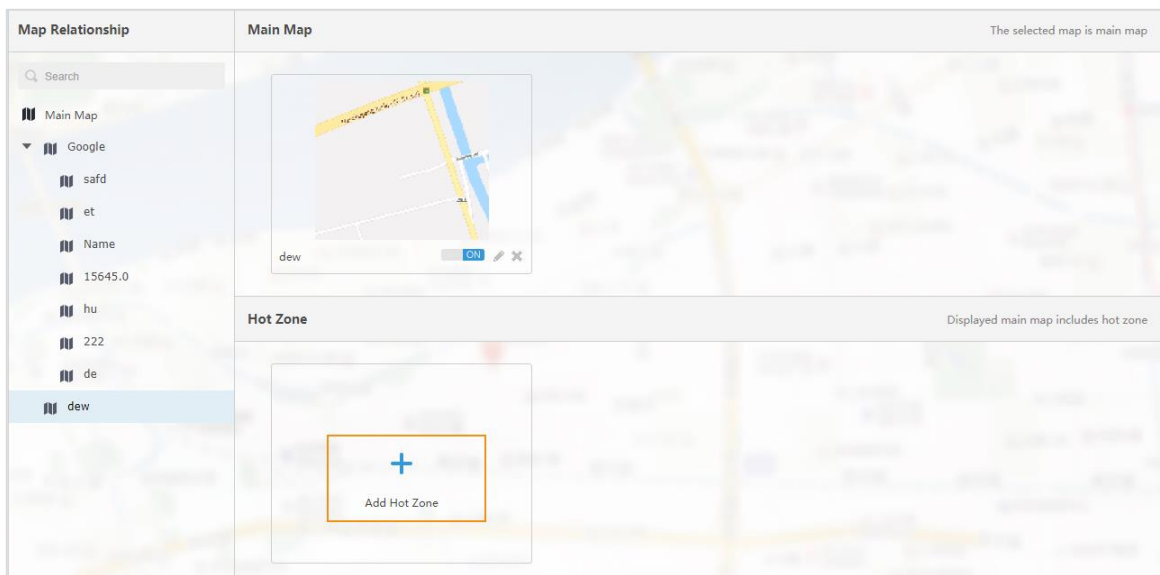 Map Relationship
Main Map
The selected map is main map
Search
Main Map
Google
safd
et
Name
15645.0
hu
222
de
dew
dew
ON
Hot Zone
Displayed main map includes hot zone
Add Hot Zone